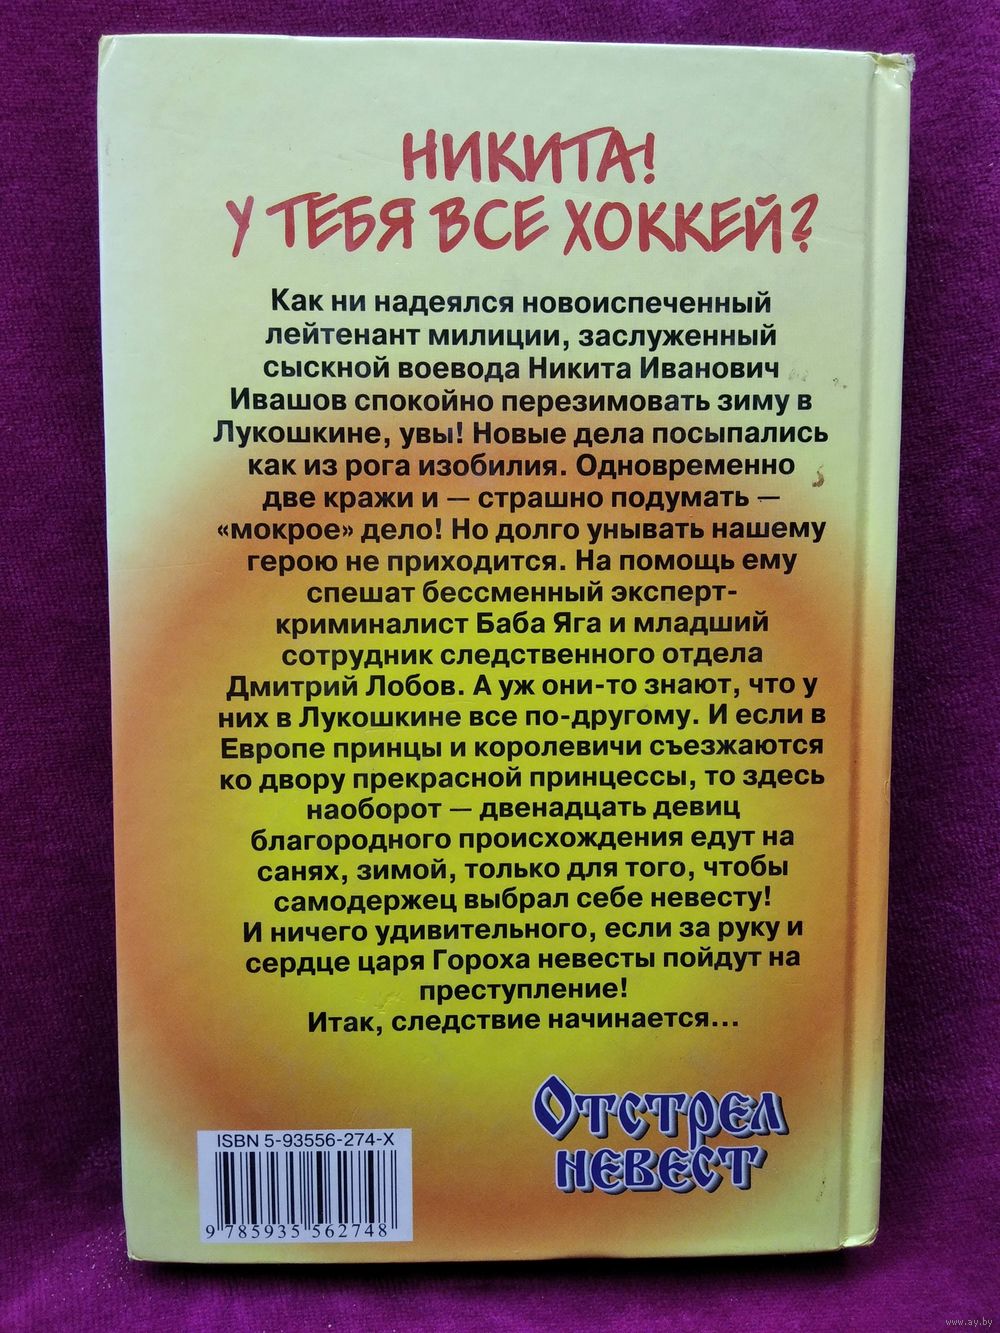 НИКИТА!
У ТЕБЯ ВСЕ ХОККЕЙ?
Как ни надеялся новоиспеченный
лейтенант милиции, заслуженный
сыскной воевода Никита Иванович
Ивашов спокойно перезимовать зиму в
Лукошкине, увы! Новые дела посыпались
как из рога изобилия. Одновременно
две кражи и — страшно подумать —
«мокрое» дело! Но долго унывать нашему
герою не приходится. На помощь ему
спешат бессменный эксперт-
криминалист Баба Яга и младший
сотрудник следственного отдела
Дмитрий Лобов. А уж они-то знают, что у
них в Лукошкине все по-другому. И если в
Европе принцы и королевичи съезжаются
ко двору прекрасной принцессы, то здесь
наоборот — двенадцать девиц
благородного происхождения едут на
санях, зимой, только для того, чтобы
самодержец выбрал себе невесту!
И ничего удивительного, если за руку и
сердце царя Гороха невесты пойдут на
преступление!
Итак, следствие начинается...
Отстрел
невест
ISBN 5-93556-274-X
9 785935 562748
www.ay.by